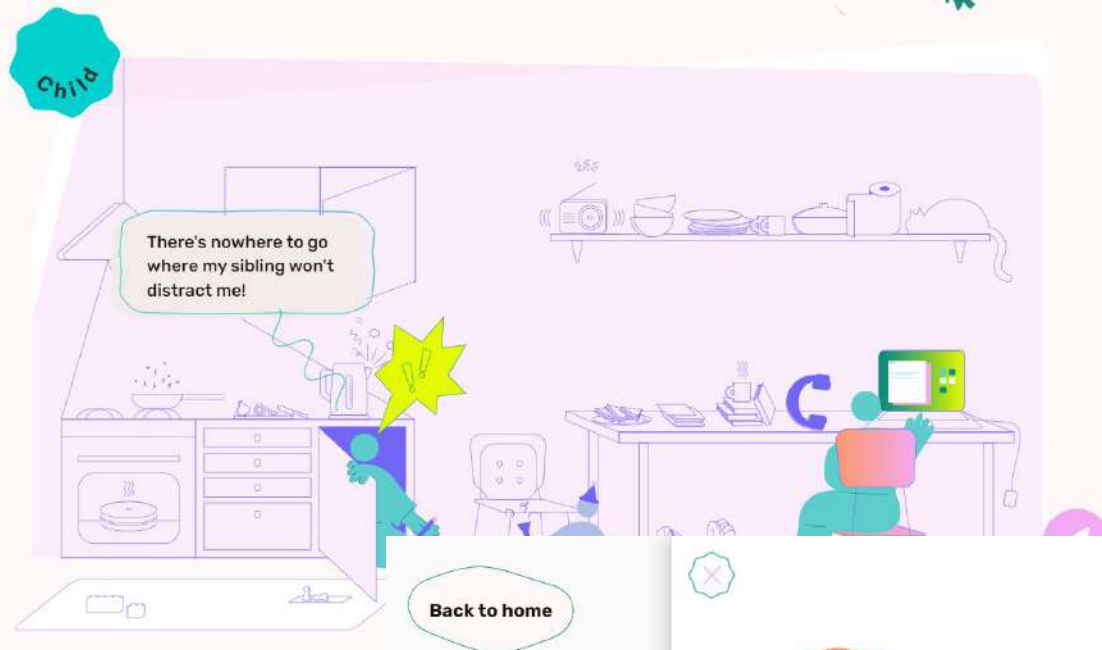 Child
There's nowhere to go
where my sibling won't
distract me!
Back to home